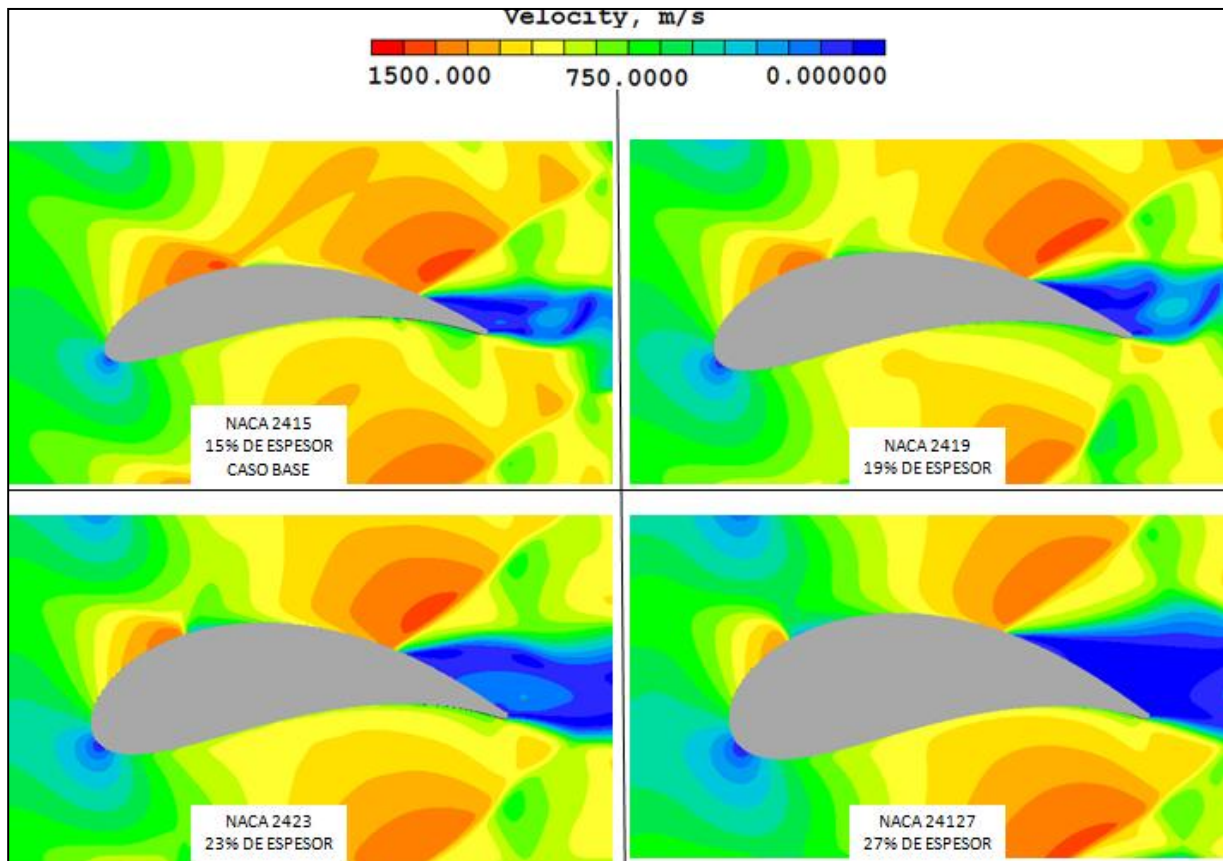 Velocity, m/s
1500.000 750.0000 0.000000
NACA 2415
15% DE ESPESOR
CASO BASE
NACA 2419
19% DE ESPESOR
NACA 2423
23% DE ESPESOR
NACA 24127
27% DE ESPESOR